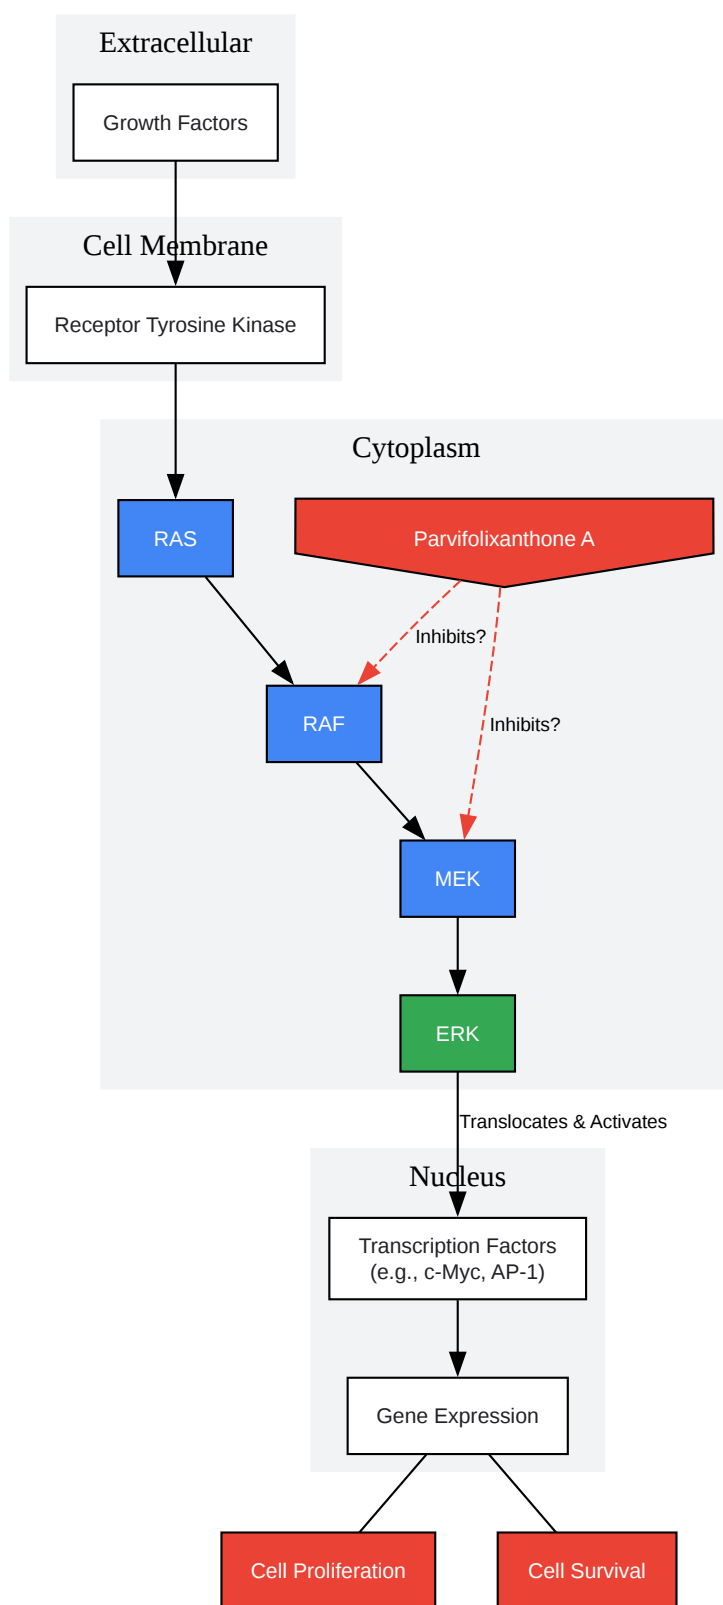 Extracellular
Growth Factors
Cell Membrane
Receptor Tyrosine Kinase
Cytoplasm
RAS
Parvifolixanthone A
Inhibits?
RAF
Inhibits?
MEK
ERK
Translocates & Activates
Nucleus
Transcription Factors
(e.g., c-Myc, AP-1)
Gene Expression
Cell Proliferation
Cell Survival